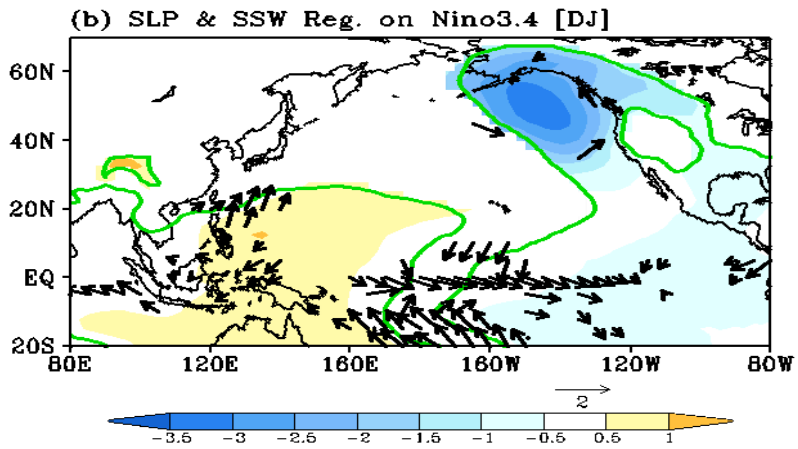 (b) SLP & SSW Reg. on Nino3.4 [DJ]
60N
40N
20N
EQ
20S
80E 120E 160E 160W 120W 80W
2
-3.5 -3 -2.5 -2 -1.5 -1 -0.5 0.5 1